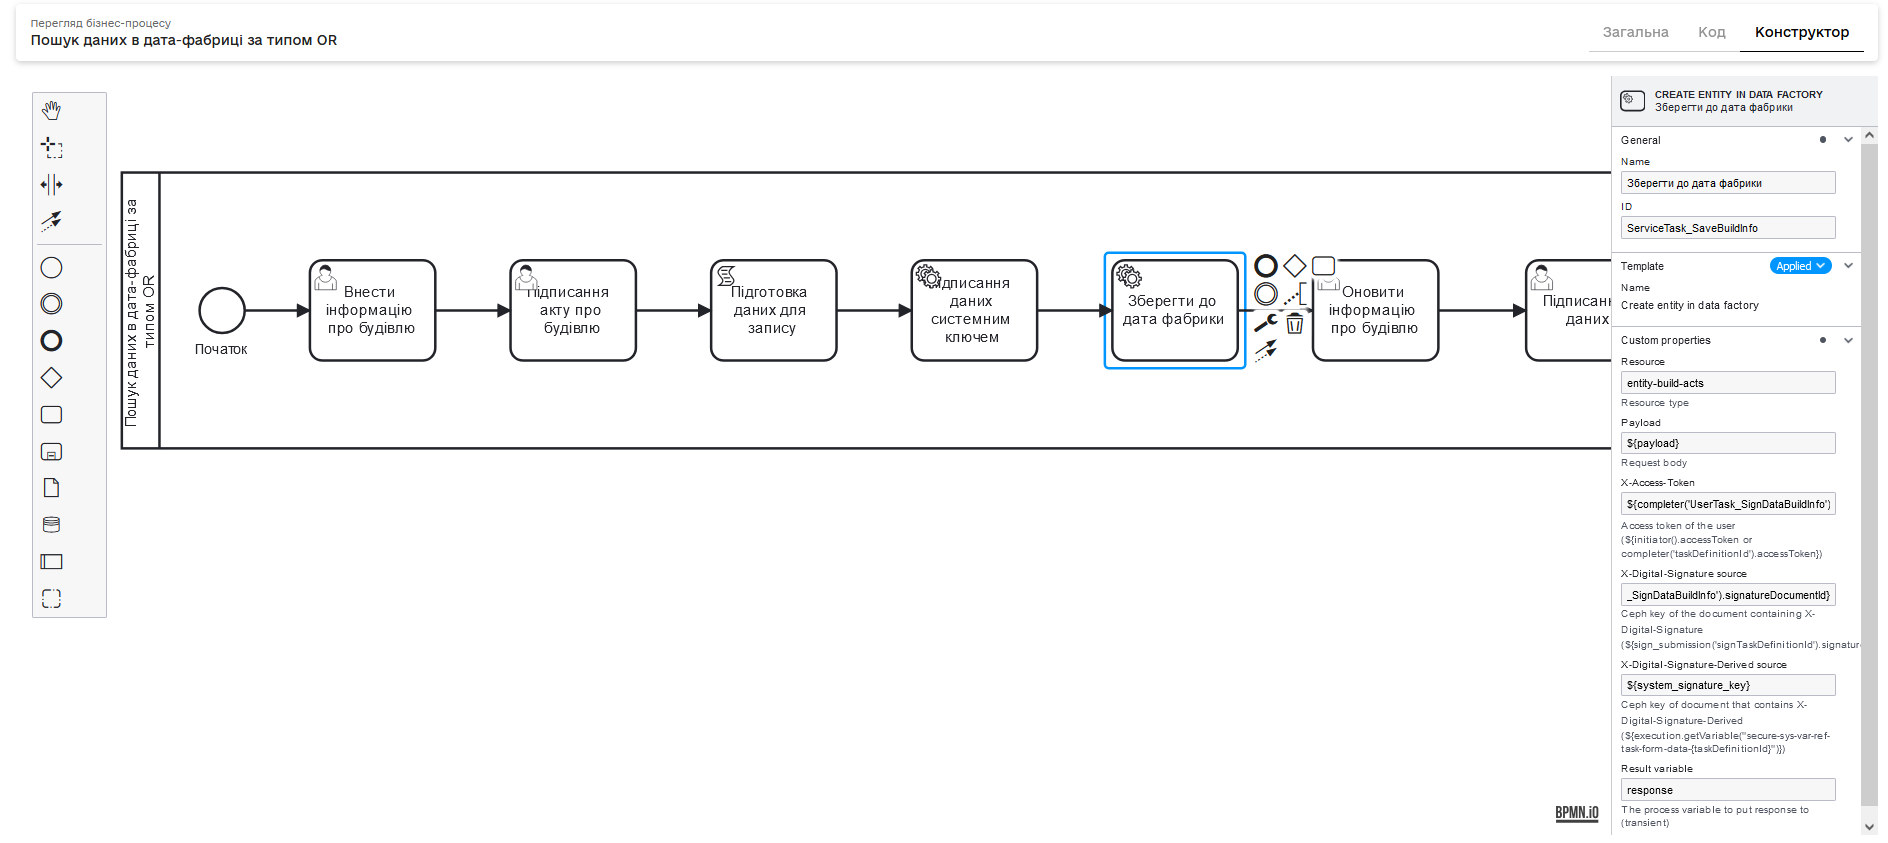 Перегляд бізнес-процесу
Пошук даних в дата-фабриці за типом OR
Загальна
Код
Конструктор
Пошук даних в дата-фабриці за
типом OR
Початок
Внести
інформацію
про будівлю
Підписання
акту про
будівлю
Підготовка
даних для
запису
Підписання
даних
системним
ключем
Зберегти до
дата фабрики
Оновити
інформацію
про будівлю
даних
BPMN.iO
CREATE ENTITY IN DATA FACTORY
Зберегти до дата фабрики
General
Name
Зберегти до дата фабрики
ID
ServiceTask_SaveBuildInfo
Template
Applied
Name
Create entity in data factory
Custom properties
Resource
entity-build-acts
Resource type
Payload
${payload}
Request body
X-Access-Token
${completer('UserTask_SignDataBuildInfo')
Access token of the user
(${initiator().accessToken or
completer('taskDefinitionId').accessToken})
X-Digital-Signature source
_SignDataBuildInfo').signatureDocumentId}
Ceph key of the document containing X-
Digital-Signature
(${sign_submission('signTaskDefinitionId').signatur
X-Digital-Signature-Derived source
${system_signature_key}
Ceph key of document that contains X-
Digital-Signature-Derived
(${execution.getVariable("secure-sys-var-ref-
task-form-data-{taskDefinitionId}")})
Result variable
response
The process variable to put response to
(transient)